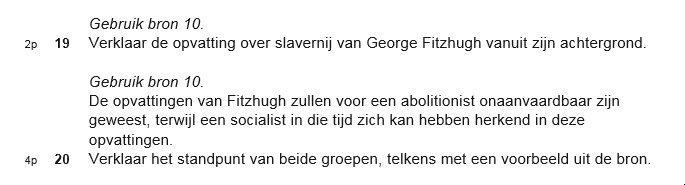 Gebruik bron 10.
2p 19 Verklaar de opvatting over slavernij van George Fitzhugh vanuit zijn achtergrond.
Gebruik bron 10.
De opvattingen van Fitzhugh zullen voor een abolitionist onaanvaardbaar zijn
geweest, terwijl een socialist in die tijd zich kan hebben herkend in deze
opvattingen.
4p 20 Verklaar het standpunt van beide groepen, telkens met een voorbeeld uit de bron.